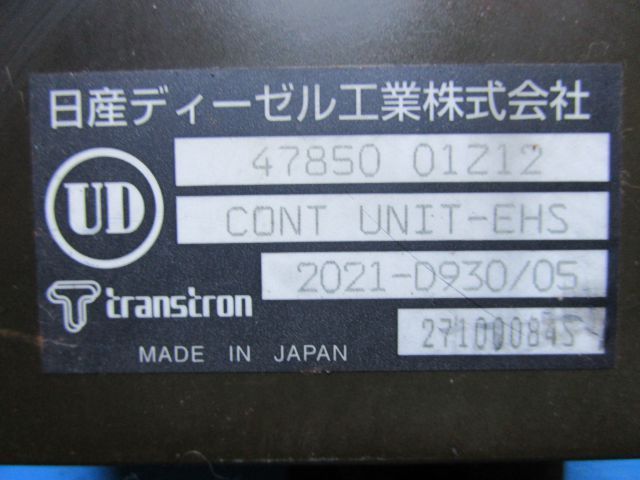 日産ディーゼル工業株式会社
UD
47850 01Z12
CONT UNIT-EHS
2021-D930/05
transtron
27100084S
MADE IN JAPAN